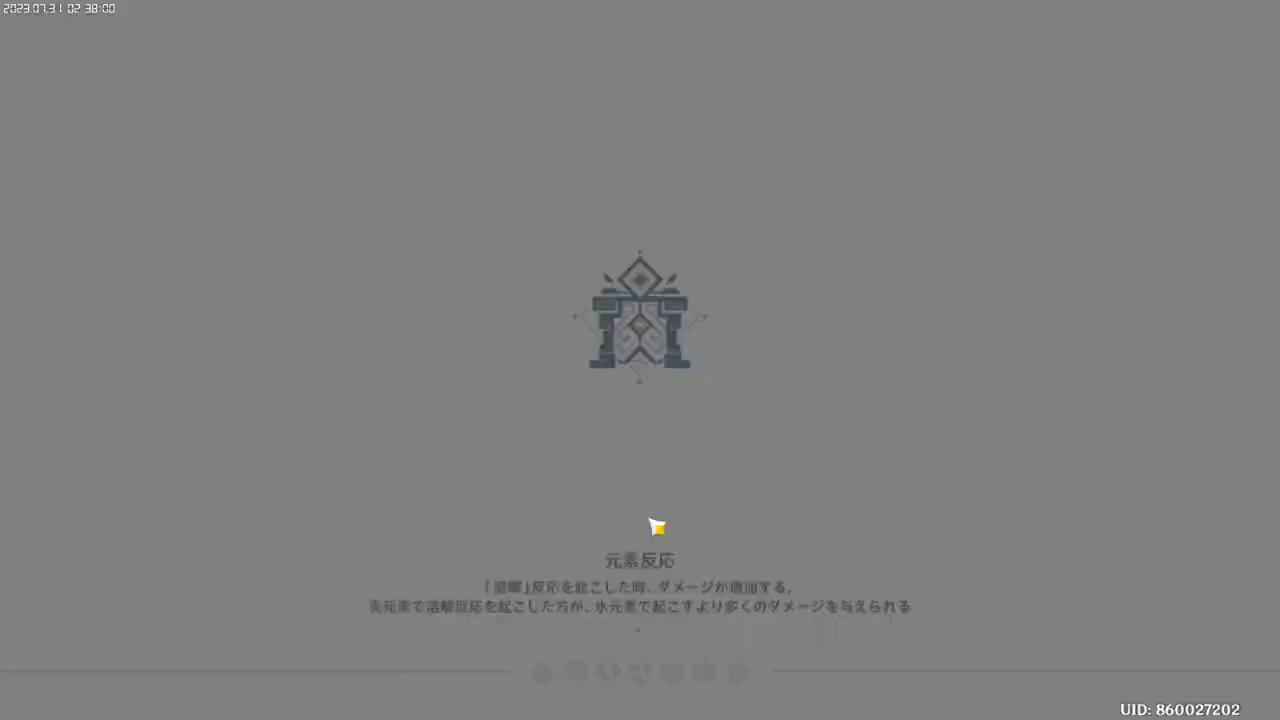 2023.07.31 02:38:00
元素反応
「溶解」反応を起こした時、ダメージが増加する。
炎元素で溶解反応を起こした方が、氷元素で起こすより多くのダメージを与えられる
UID: 860027202